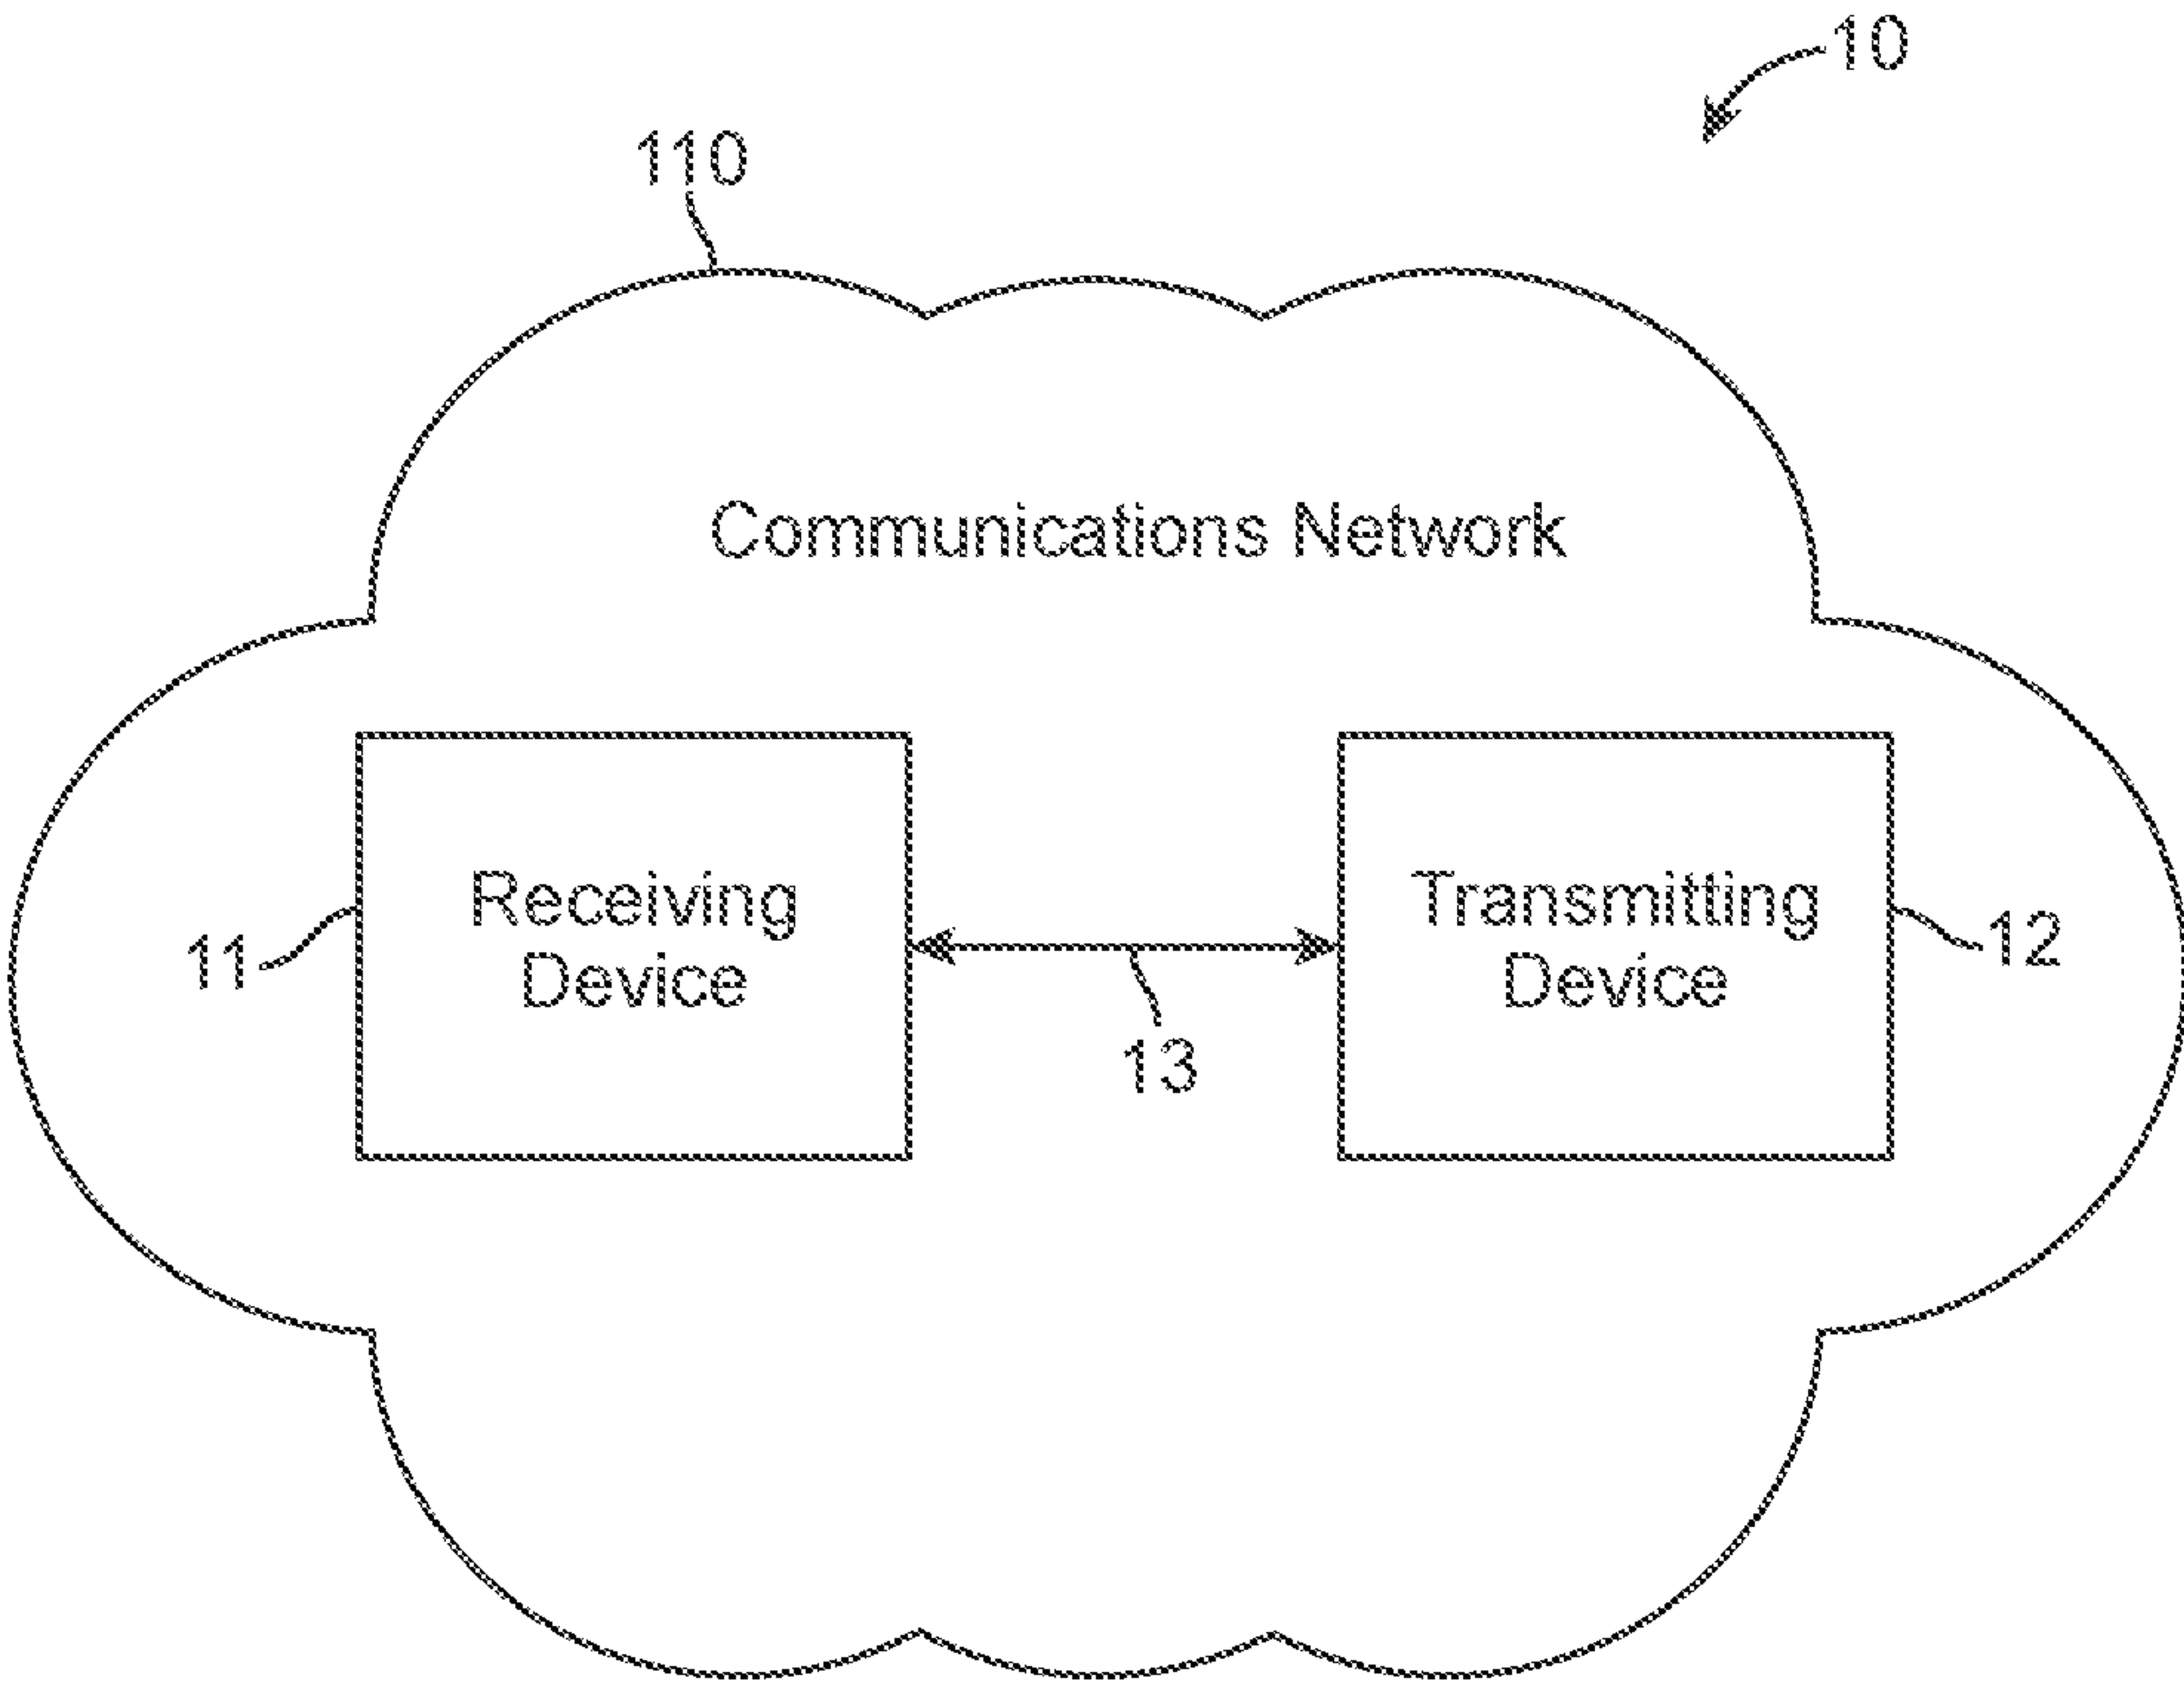 10
110
Communications Network
Receiving
Device
Transmitting
Device
11
12
13